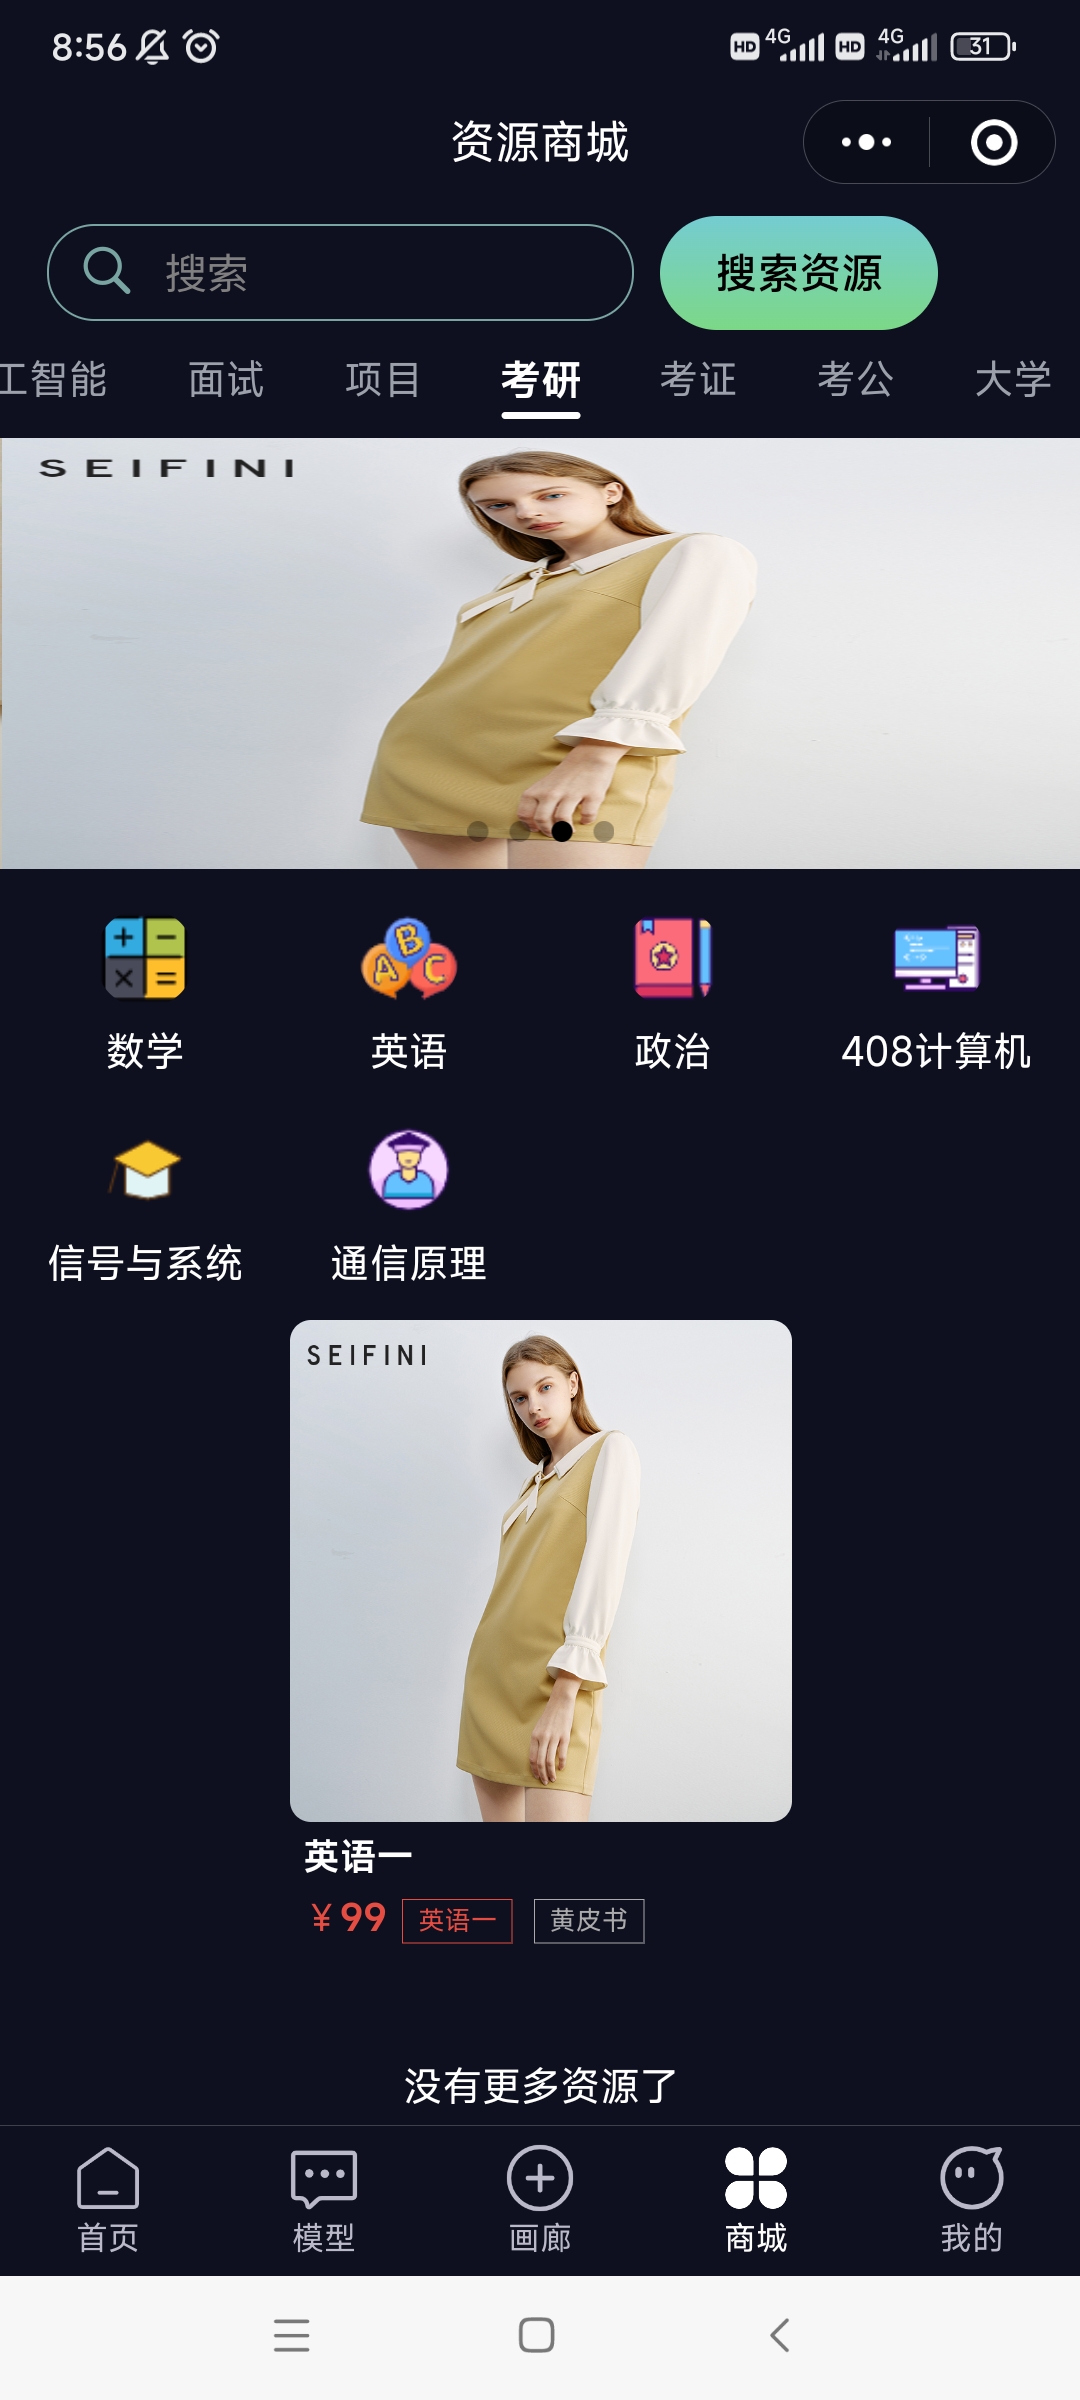 8:56 HD 4G HD 4G 31
资源商城
搜索 搜索资源
工智能 面试 项目 考研 考证 考公 大学
SEIFINI
数学 英语 政治 408计算机
信号与系统 通信原理
SEIFINI
英语一
¥99 英语一 黄皮书
没有更多资源了
首页 模型 画廊 商城 我的